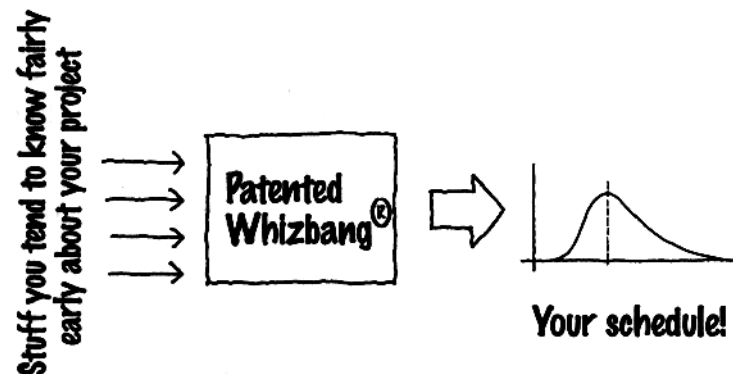 Stuff you tend to know fairly
early about your project
Patented
Whizbang®
Your schedule!